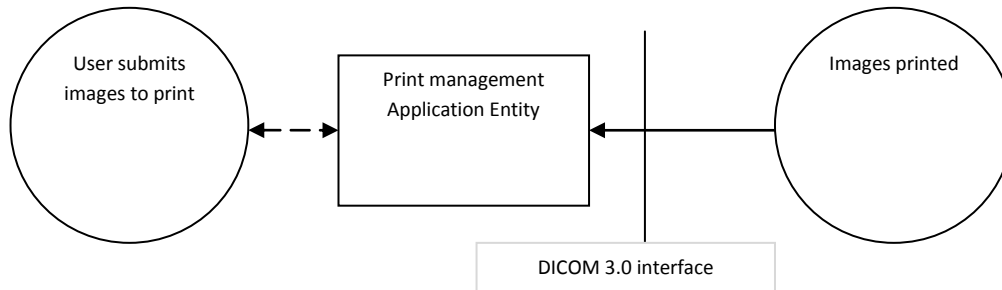 User submits
images to print
Print management
Application Entity
Images printed
DICOM 3.0 interface